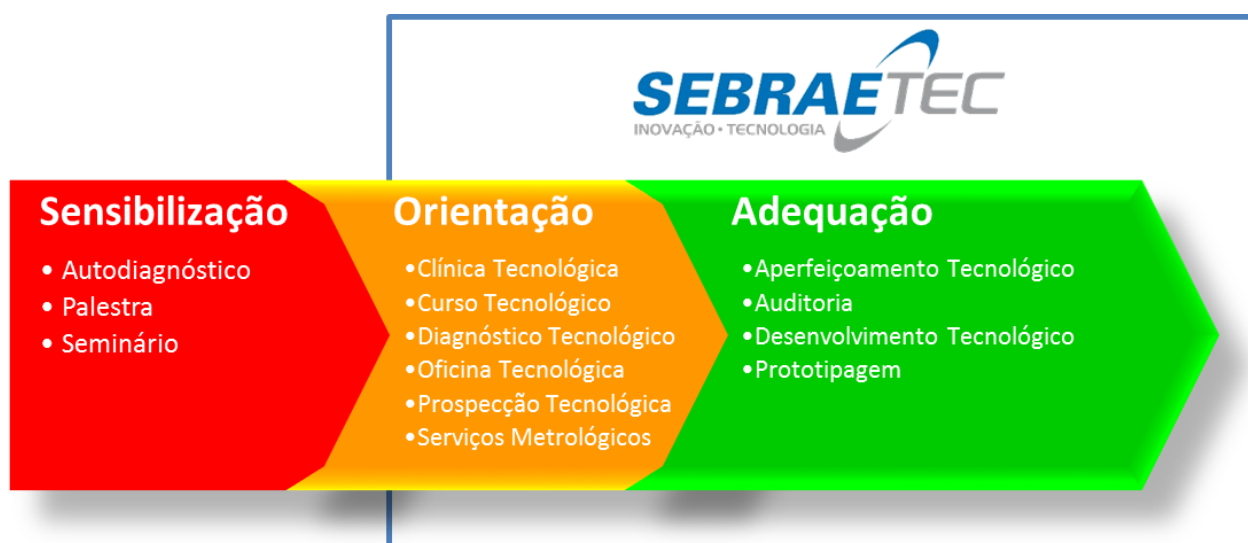 SEBRAETEC
INOVAÇÃO • TECNOLOGIA
Sensibilização
• Autodiagnóstico
• Palestra
• Seminário
Orientação
•Clínica Tecnológica
•Curso Tecnológico
•Diagnóstico Tecnológico
•Oficina Tecnológica
•Prospecção Tecnológica
•Serviços Metrológicos
Adequação
•Aperfeiçoamento Tecnológico
•Auditoria
•Desenvolvimento Tecnológico
•Prototipagem